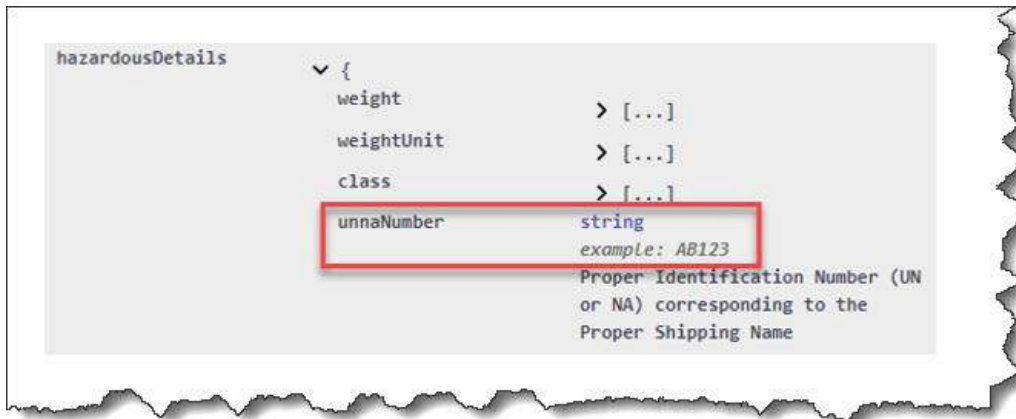 hazardousDetails
{
weight
[...]
weightUnit
[...]
class
[...]
unnaNumber string
example: AB123
Proper Identification Number (UN
or NA) corresponding to the
Proper Shipping Name